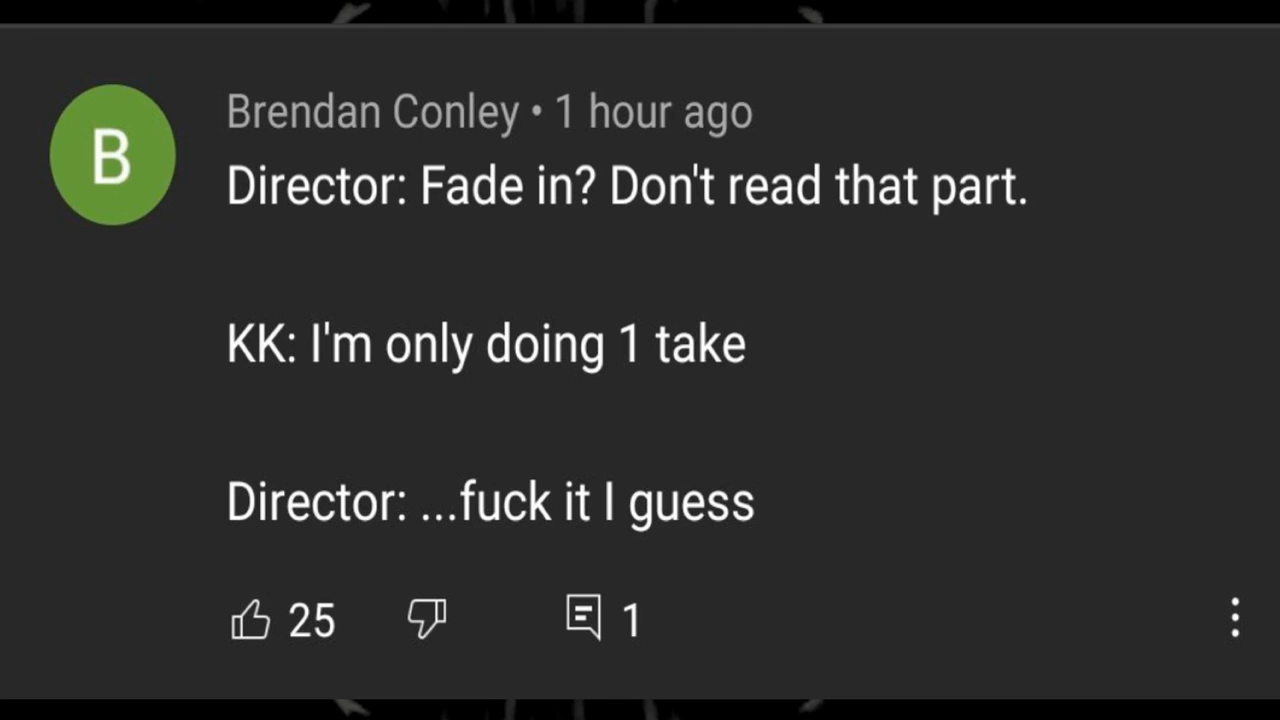 B
Brendan Conley • 1 hour ago
Director: Fade in? Don't read that part.
KK: I'm only doing 1 take
Director: ...fuck it I guess
25 1